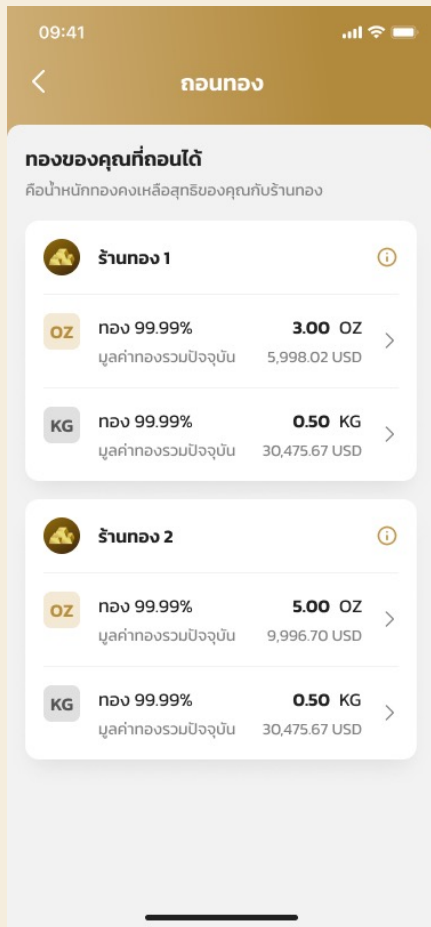 09:41
ถอนทอง
ทองของคุณที่ถอนได้
คือน้ำหนักทองคงเหลือสุทธิของคุณกับร้านทอง
ร้านทอง 1
OZ ทอง 99.99% 3.00 OZ
มูลค่าทองรวมปัจจุบัน 5,998.02 USD
KG ทอง 99.99% 0.50 KG
มูลค่าทองรวมปัจจุบัน 30,475.67 USD
ร้านทอง 2
OZ ทอง 99.99% 5.00 OZ
มูลค่าทองรวมปัจจุบัน 9,996.70 USD
KG ทอง 99.99% 0.50 KG
มูลค่าทองรวมปัจจุบัน 30,475.67 USD